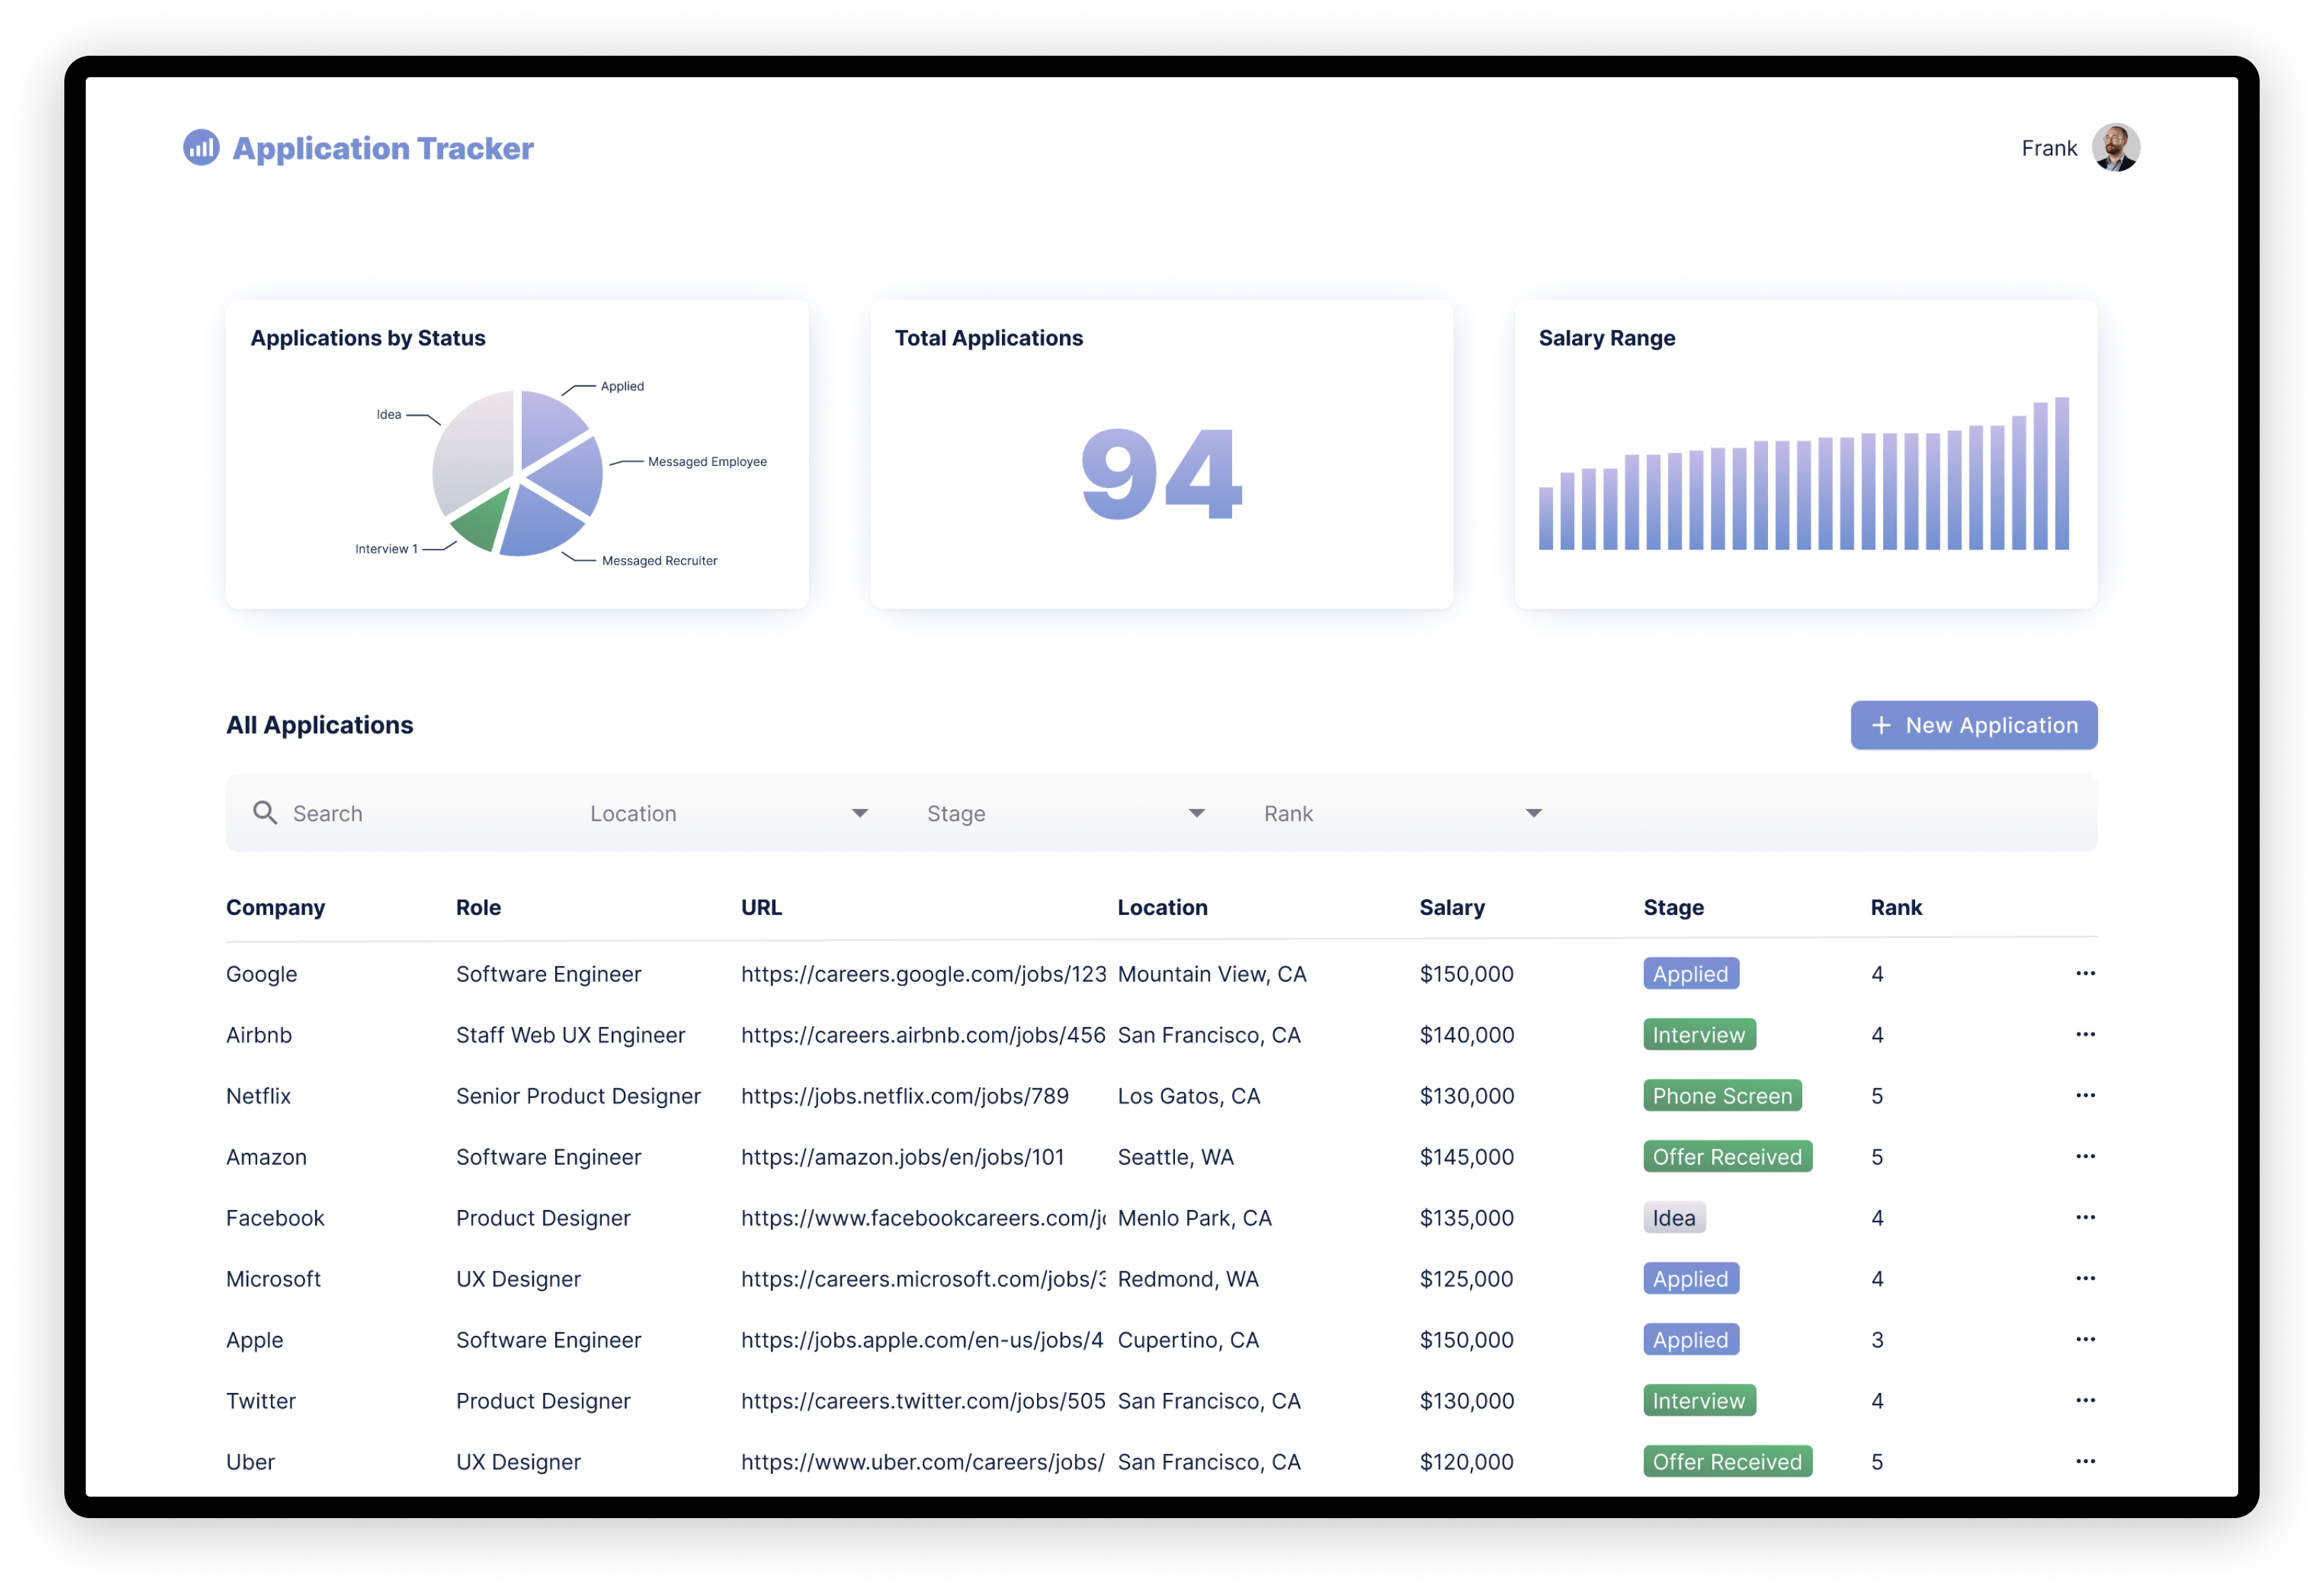 Application Tracker
Frank
Applications by Status
Applied
Idea
Messaged Employee
Interview 1
Messaged Recruiter
Total Applications
94
Salary Range
All Applications
+ New Application
Search Location Stage Rank
Company Role URL Location Salary Stage Rank
Google Software Engineer https://careers.google.com/jobs/123 Mountain View, CA $150,000 Applied 4 ...
Airbnb Staff Web UX Engineer https://careers.airbnb.com/jobs/456 San Francisco, CA $140,000 Interview 4 ...
Netflix Senior Product Designer https://jobs.netflix.com/jobs/789 Los Gatos, CA $130,000 Phone Screen 5 ...
Amazon Software Engineer https://amazon.jobs/en/jobs/101 Seattle, WA $145,000 Offer Received 5 ...
Facebook Product Designer https://www.facebookcareers.com/j Menlo Park, CA $135,000 Idea 4 ...
Microsoft UX Designer https://careers.microsoft.com/jobs/ Redmond, WA $125,000 Applied 4 ...
Apple Software Engineer https://jobs.apple.com/en-us/jobs/4 Cupertino, CA $150,000 Applied 3 ...
Twitter Product Designer https://careers.twitter.com/jobs/505 San Francisco, CA $130,000 Interview 4 ...
Uber UX Designer https://www.uber.com/careers/jobs/ San Francisco, CA $120,000 Offer Received 5 ...